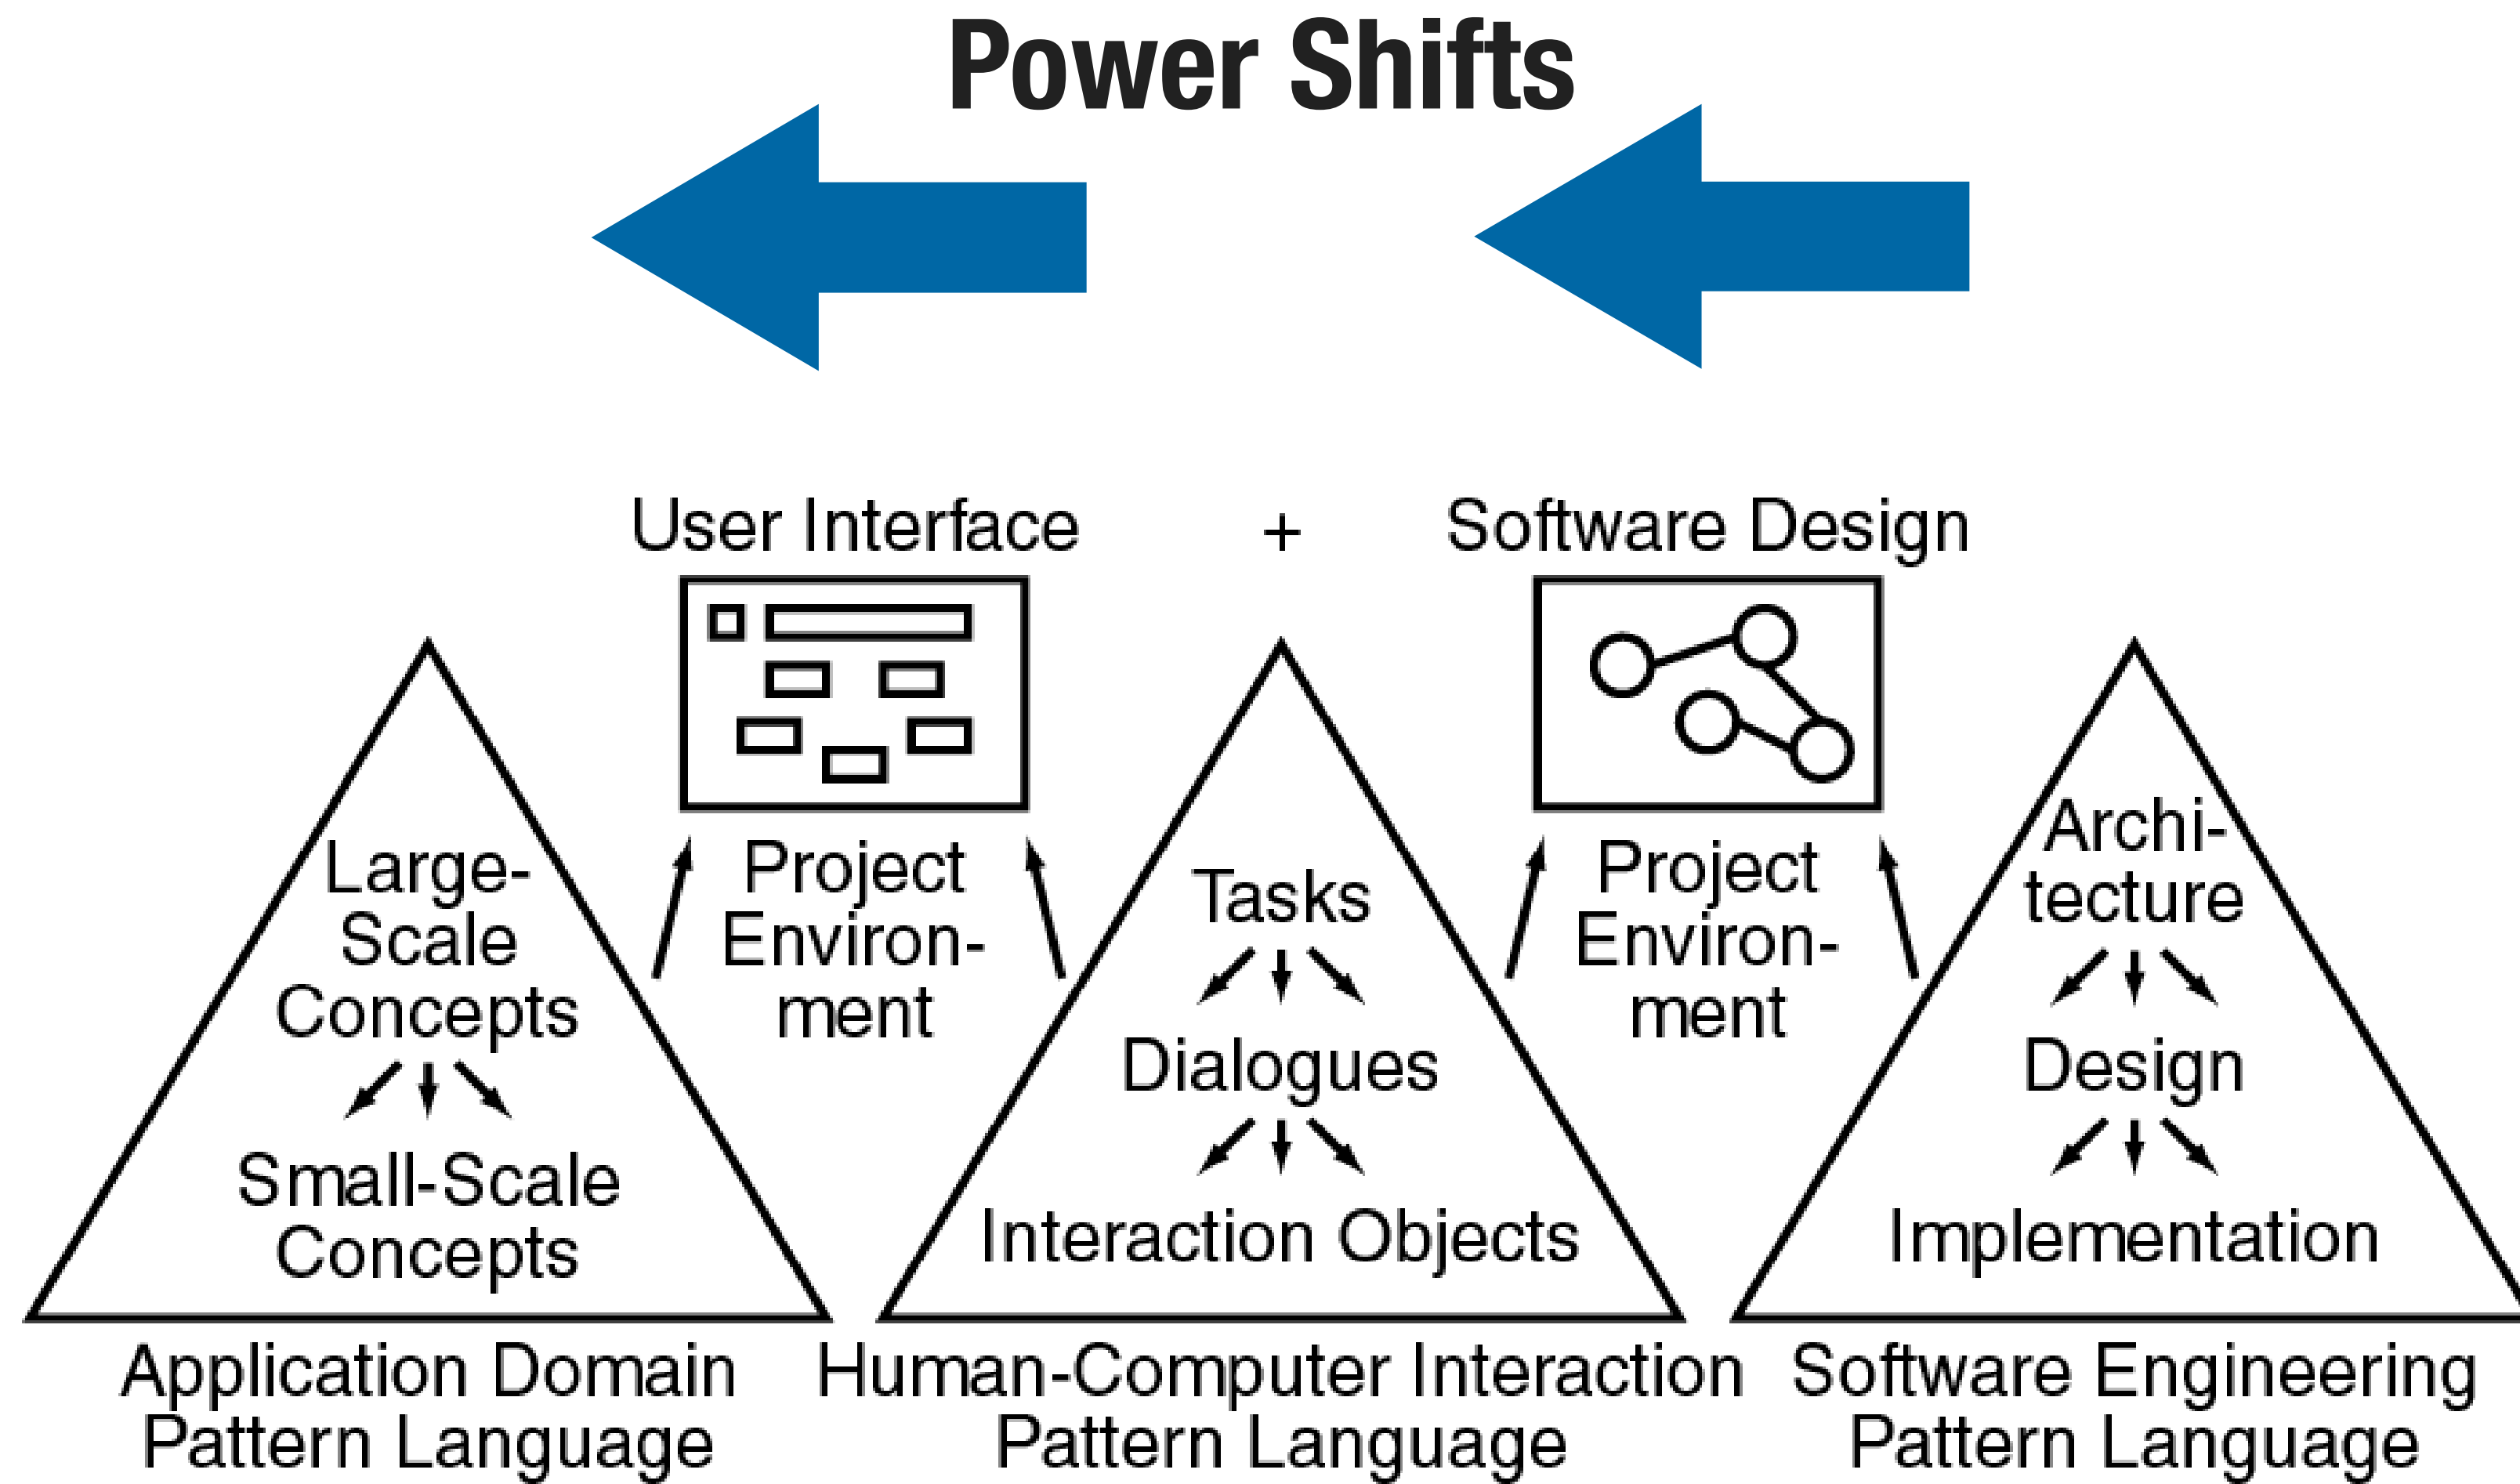 Power Shifts
User Interface + Software Design
Large-
Scale
Concepts
Small-Scale
Concepts
Project
Environ-
ment
Tasks
Dialogues
Interaction Objects
Project
Environ-
ment
Archi-
tecture
Design
Implementation
Application Domain
Pattern Language
Human-Computer Interaction
Pattern Language
Software Engineering
Pattern Language